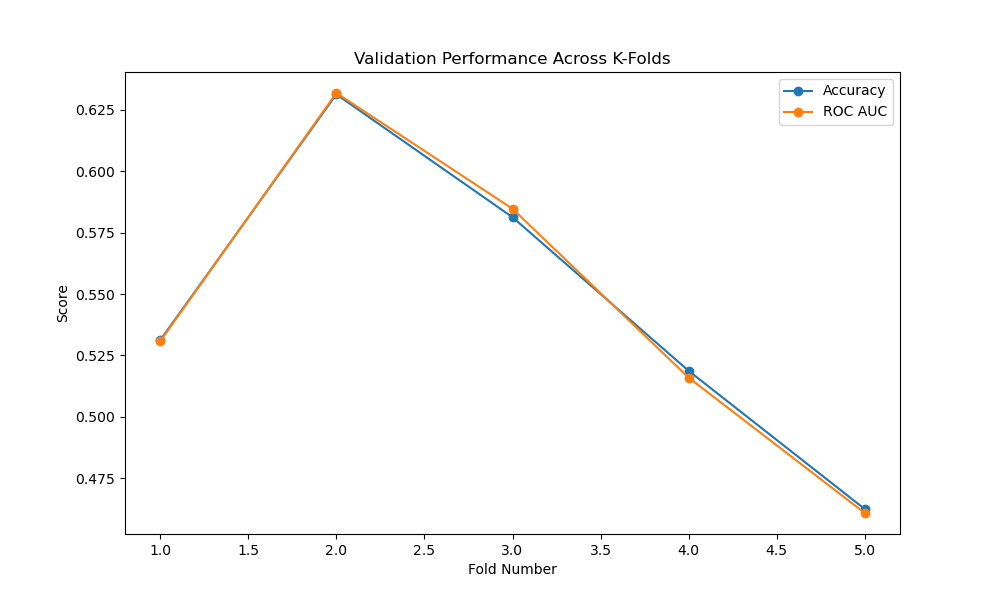 Validation Performance Across K-Folds
Accuracy
ROC AUC
0.625
0.600
0.575
0.550
0.525
0.500
0.475
Score
1.0 1.5 2.0 2.5 3.0 3.5 4.0 4.5 5.0
Fold Number